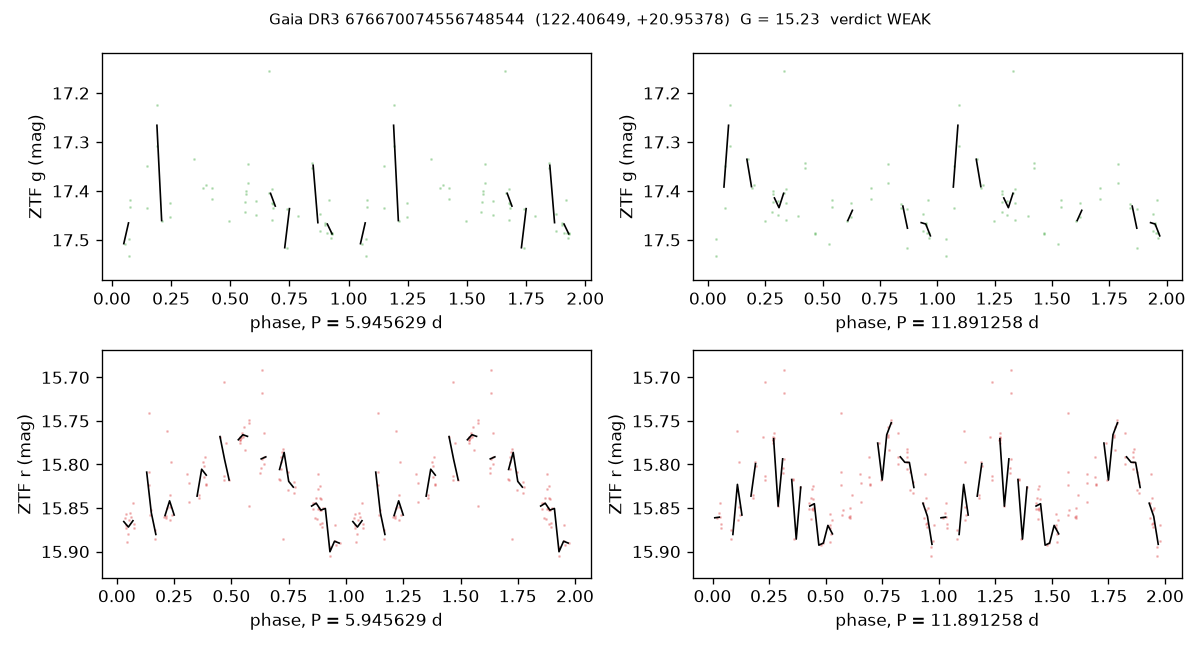 Gaia DR3 676670074556748544  (122.40649, +20.95378)  G = 15.23  verdict WEAK
ZTF g (mag)
17.2
17.3
17.4
17.5
0.00 0.25 0.50 0.75 1.00 1.25 1.50 1.75 2.00
phase, P = 5.945629 d
ZTF g (mag)
17.2
17.3
17.4
17.5
0.00 0.25 0.50 0.75 1.00 1.25 1.50 1.75 2.00
phase, P = 11.891258 d
ZTF r (mag)
15.70
15.75
15.80
15.85
15.90
0.00 0.25 0.50 0.75 1.00 1.25 1.50 1.75 2.00
phase, P = 5.945629 d
ZTF r (mag)
15.70
15.75
15.80
15.85
15.90
0.00 0.25 0.50 0.75 1.00 1.25 1.50 1.75 2.00
phase, P = 11.891258 d